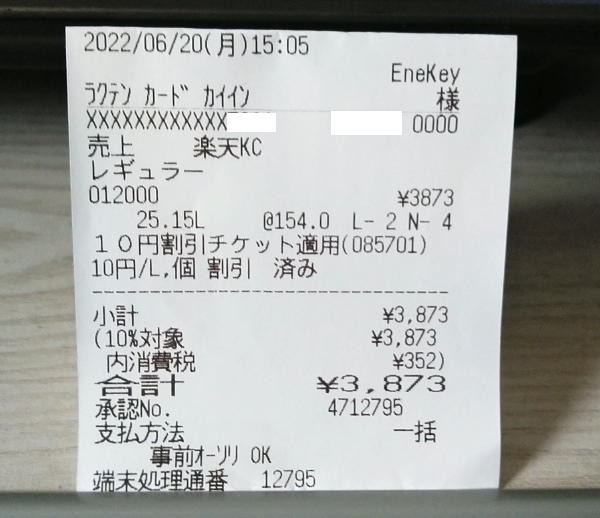 2022/06/20(月)15:05
EneKey
ﾗｸﾃﾝ ｶｰﾄﾞ ｶｲｲﾝ 様
XXXXXXXXXXXX 0000
売上 楽天KC
レギュラー
012000 ¥3873
25.15L @154.0 L- 2 N- 4
１０円割引チケット適用(085701)
10円/L,個 割引 済み
小計 ¥3,873
(10%対象 ¥3,873
内消費税 ¥352)
合計 ¥3,873
承認No. 4712795
支払方法 一括
事前ｵｰｿﾘ OK
端末処理通番 12795